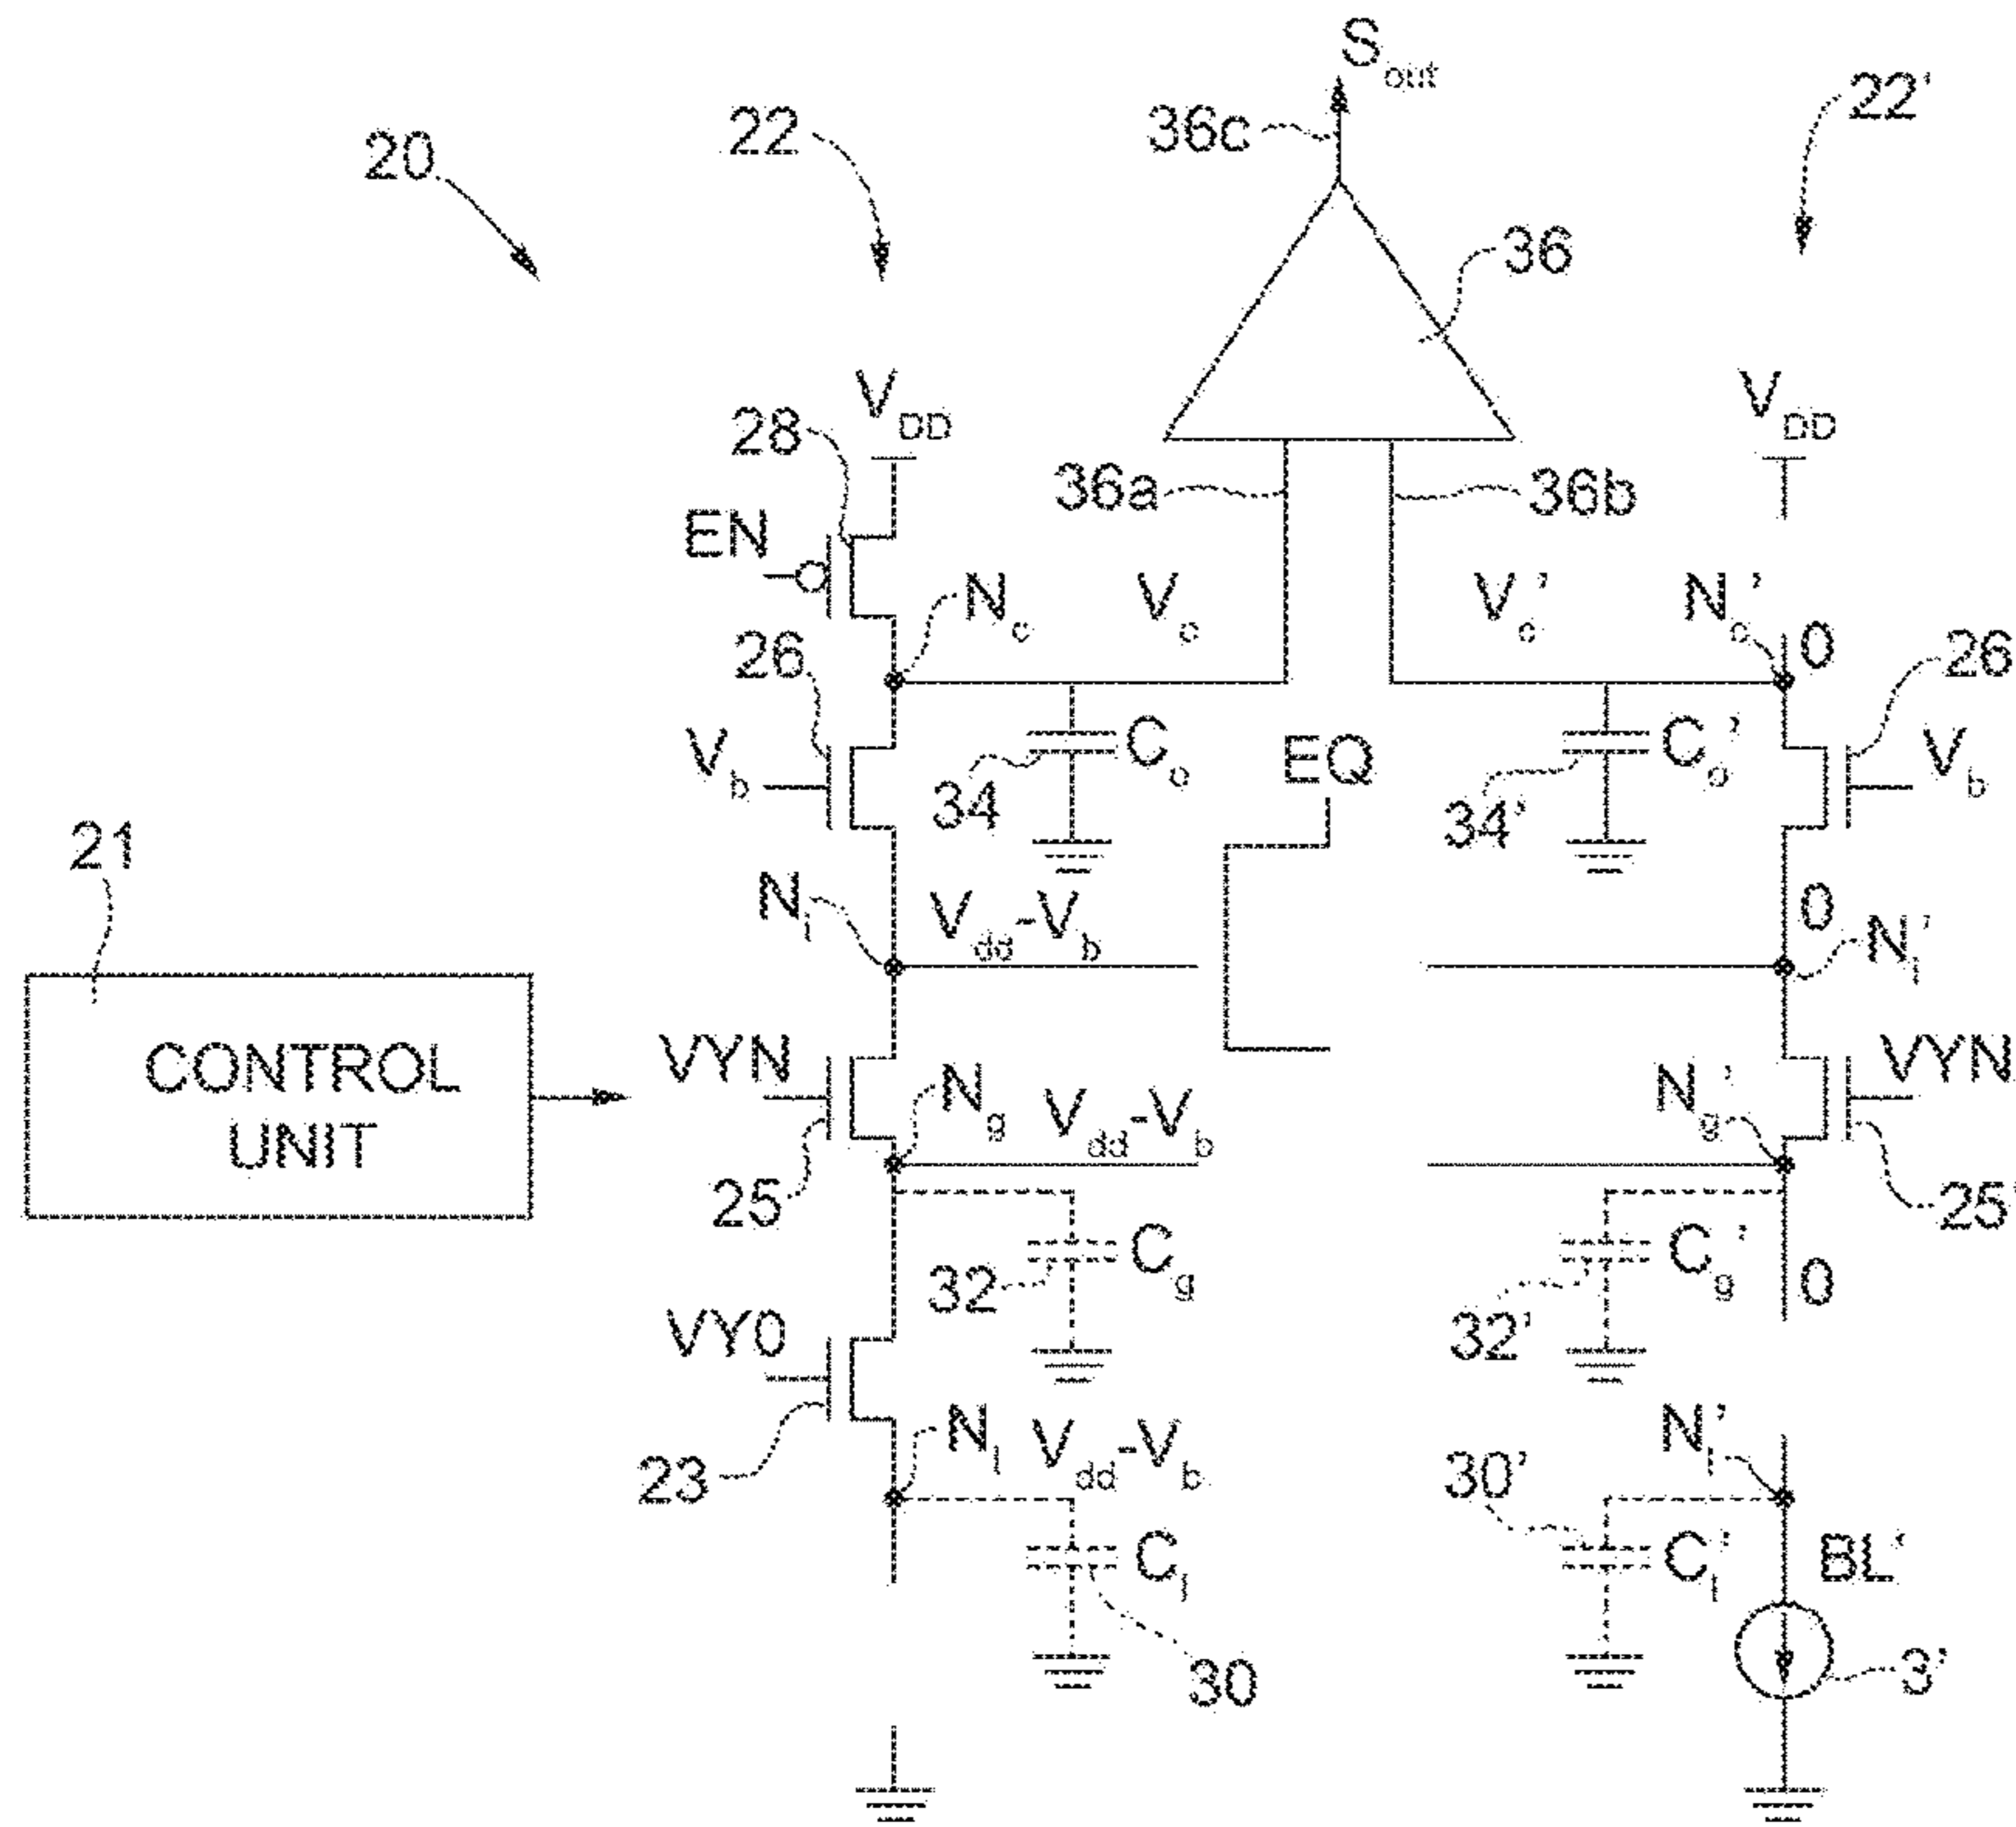 S_out
36c
22'
22
20
36
V_DD
V_DD
28
36a
36b
EN
N_c
V_c
V_c'
N_c'
0
26
26
V_b
C_o
EQ
C_o'
V_b
34
34'
21
N_i
V_dd-V_b
0
N_i'
CONTROL
UNIT
VYN
N_g
V_dd-V_b
N_g'
VYN
25
25'
32
C_g
C_g'
0
32'
VY0
N_l
V_dd-V_b
N_l'
23
30'
C_l
C_l'
BL'
30
3'